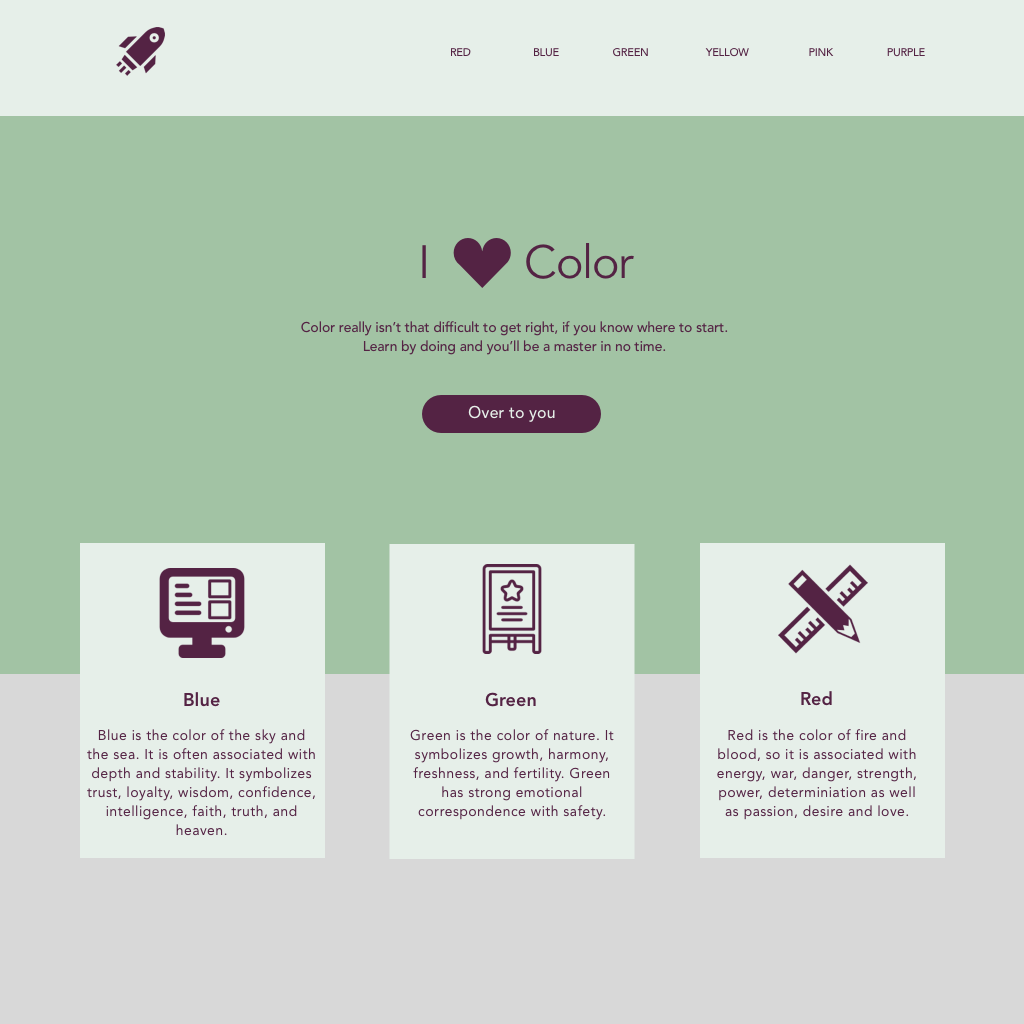 RED BLUE GREEN YELLOW PINK PURPLE
I Color
Color really isn’t that difficult to get right, if you know where to start.
Learn by doing and you’ll be a master in no time.
Over to you
Blue
Blue is the color of the sky and
the sea. It is often associated with
depth and stability. It symbolizes
trust, loyalty, wisdom, confidence,
intelligence, faith, truth, and
heaven.
Green
Green is the color of nature. It
symbolizes growth, harmony,
freshness, and fertility. Green
has strong emotional
correspondence with safety.
Red
Red is the color of fire and
blood, so it is associated with
energy, war, danger, strength,
power, determiniation as well
as passion, desire and love.